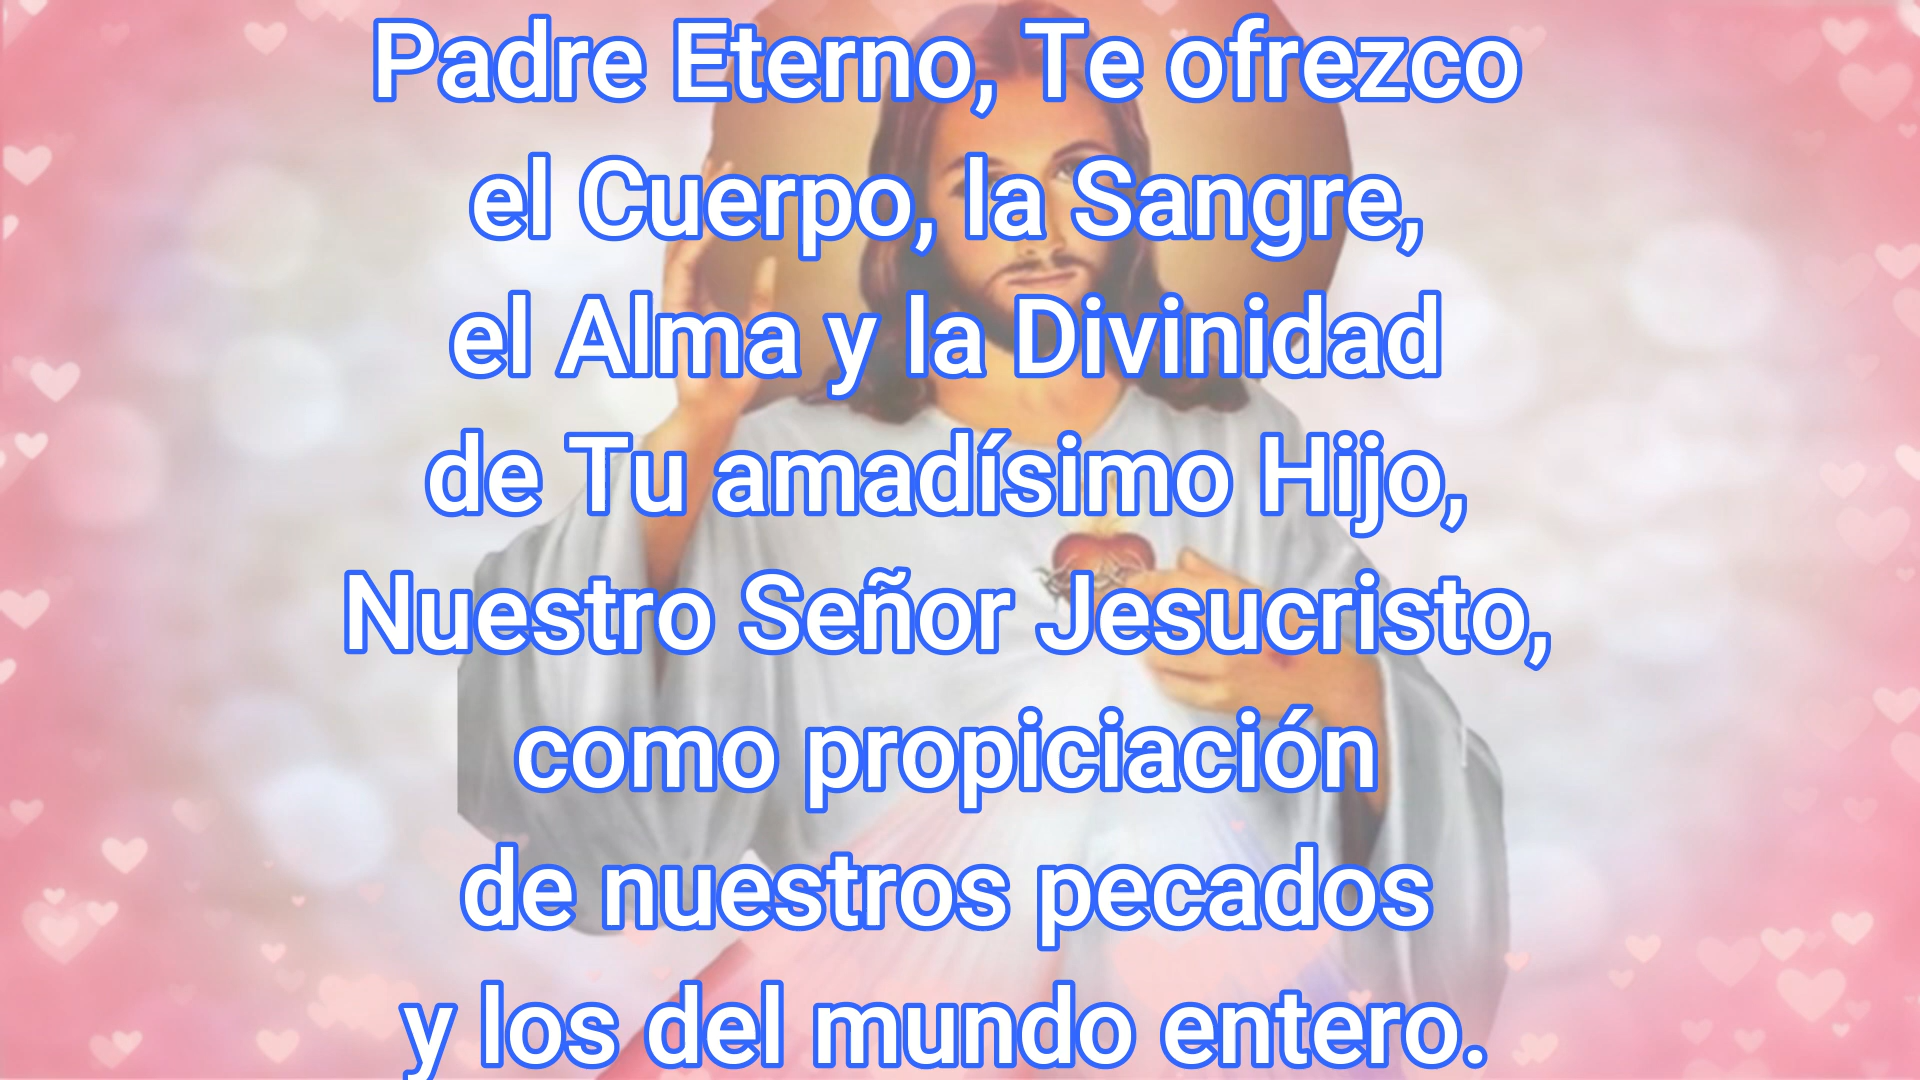 Padre Eterno, Te ofrezco
el Cuerpo, la Sangre,
el Alma y la Divinidad
de Tu amadísimo Hijo,
Nuestro Señor Jesucristo,
como propiciación
de nuestros pecados
y los del mundo entero.